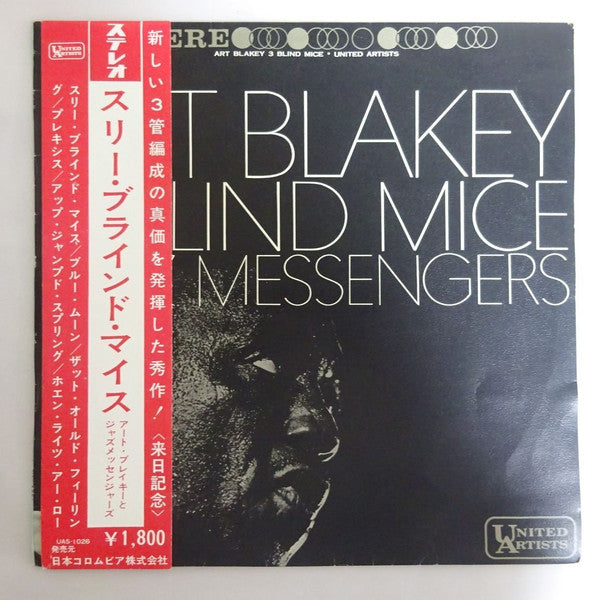 UNITED
ARTISTS
ステレオ
新しい3管編成の真価を発揮した秀作!〈来日記念〉
スリー・ブラインド・マイス
アート・ブレイキーと
ジャズメッセンジャーズ
スリー・ブラインド・マイス/ブルー・ムーン/ザット・オールド・フィーリン
グ/プレキシス/アップ・ジャンプド・スプリング/ホエン・ライツ・アー・ロー
¥1,800
UAS-1026
発売元
日本コロムビア株式会社
EREO
ART BLAKEY 3 BLIND MICE • UNITED ARTISTS
T BLAKEY
LIND MICE
MESSENGERS
UNITED
ARTISTS